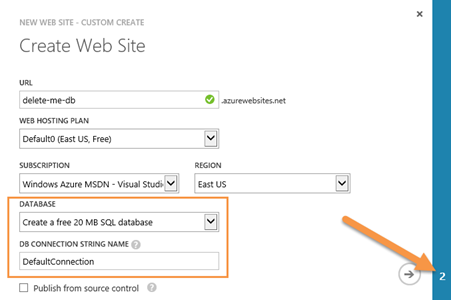 NEW WEB SITE - CUSTOM CREATE
Create Web Site
URL
delete-me-db
.azurewebsites.net
WEB HOSTING PLAN
Default0 (East US, Free)
SUBSCRIPTION
REGION
Windows Azure MSDN - Visual Studi
East US
DATABASE
Create a free 20 MB SQL database
DB CONNECTION STRING NAME ?
DefaultConnection
Publish from source control ?
2